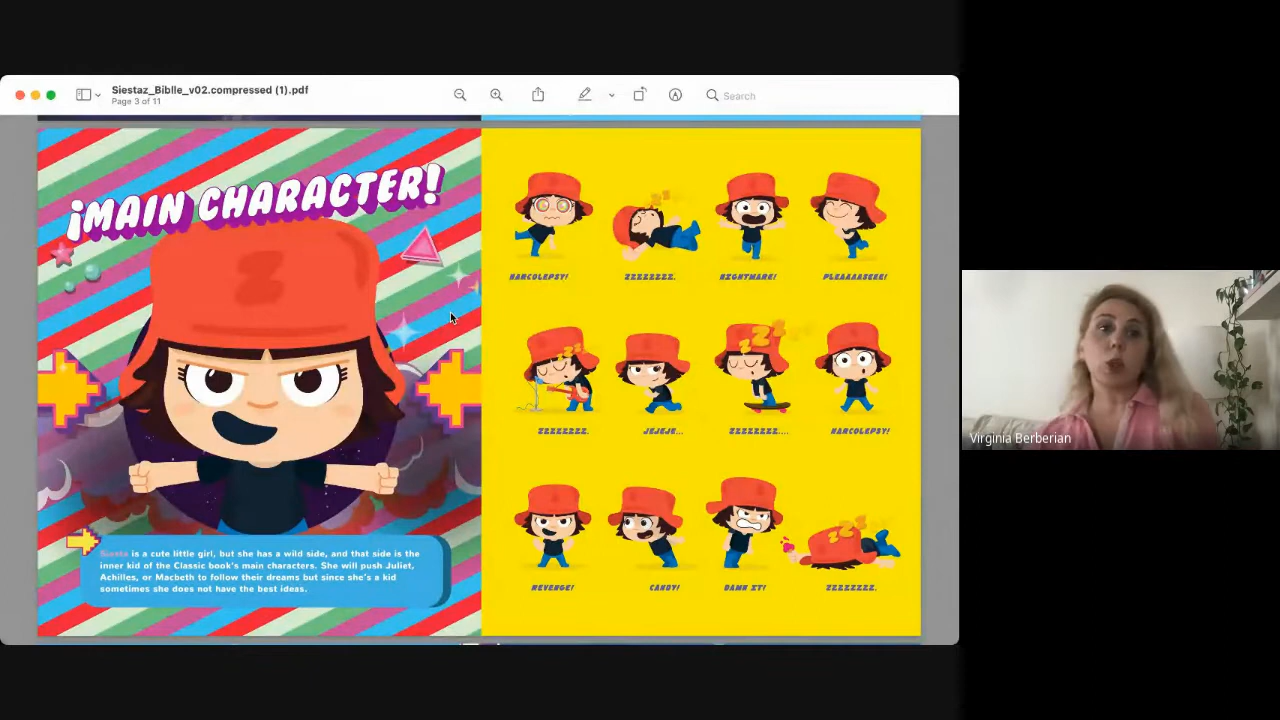 Siestaz_Bible_v02.compressed (1).pdf
Page 3 of 11
Search
¡MAIN CHARACTER!
Z
Siesta is a cute little girl, but she has a wild side, and that side is the
inner kid of the Classic book's main characters. She will push Juliet,
Achilles, or Macbeth to follow their dreams but since she's a kid
sometimes she does not have the best ideas.
NARCOLEPSY!
ZZZZZZZZ.
NIGHTMARE!
PLEAAASEEE!
ZZZZZZZZ.
JEJEJE...
ZZZZZZZZ....
NARCOLEPSY!
REVENGE!
CANDY!
DAMN IT!
ZZZZZZZZ.
Virginia Berberian